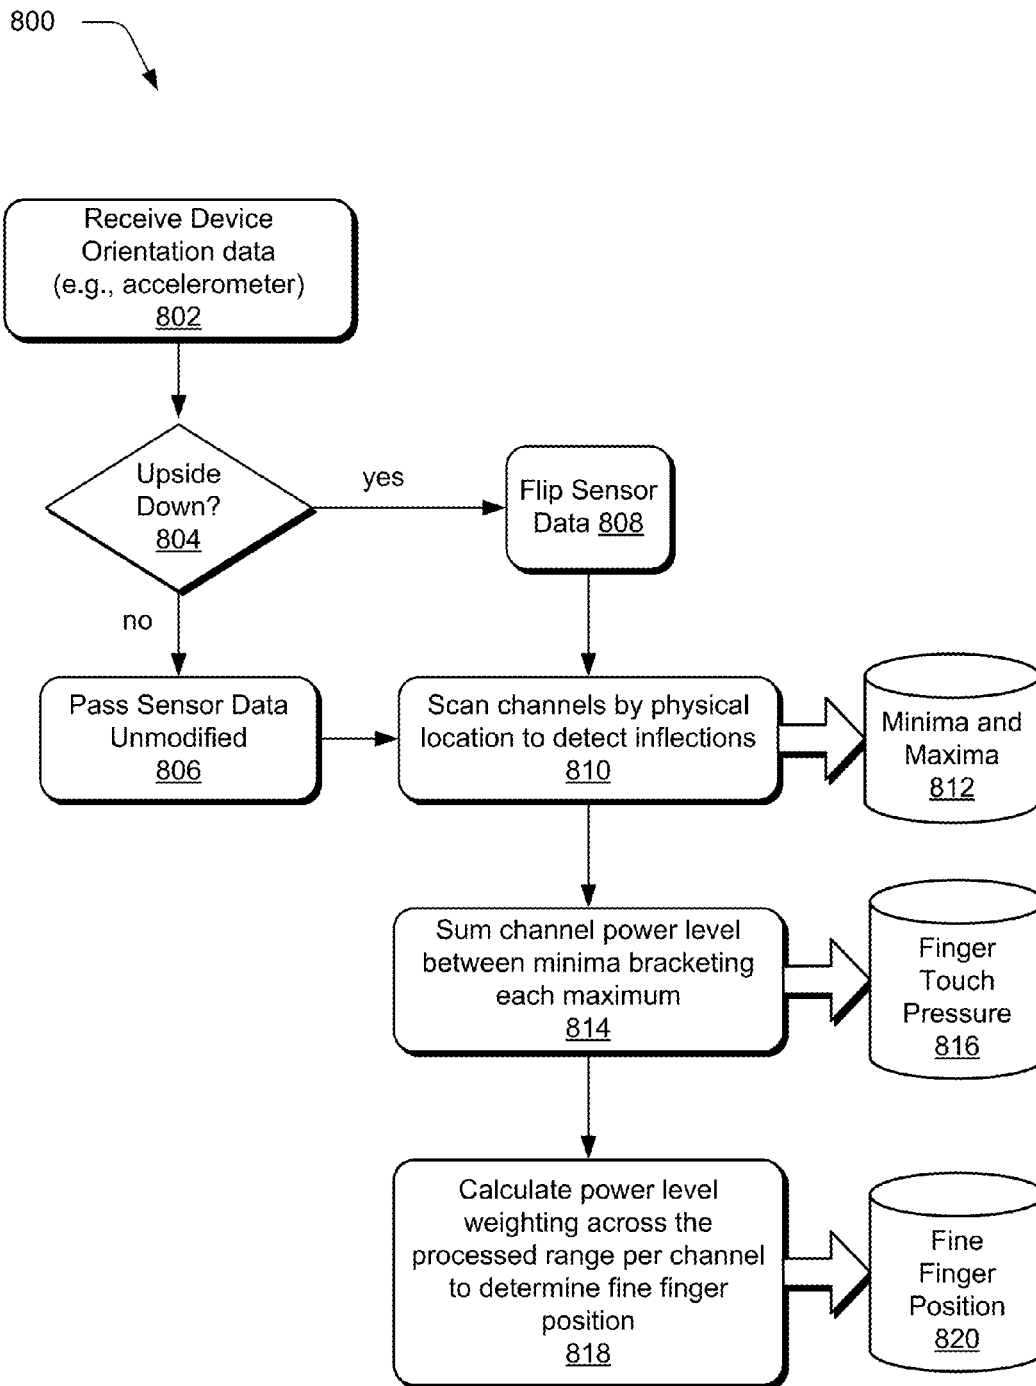 800
Receive Device
Orientation data
(e.g., accelerometer)
802
Upside
Down?
804
yes
no
Flip Sensor
Data 808
Pass Sensor Data
Unmodified
806
Scan channels by physical
location to detect inflections
810
Minima and
Maxima
812
Sum channel power level
between minima bracketing
each maximum
814
Finger
Touch
Pressure
816
Calculate power level
weighting across the
processed range per channel
to determine fine finger
position
818
Fine
Finger
Position
820